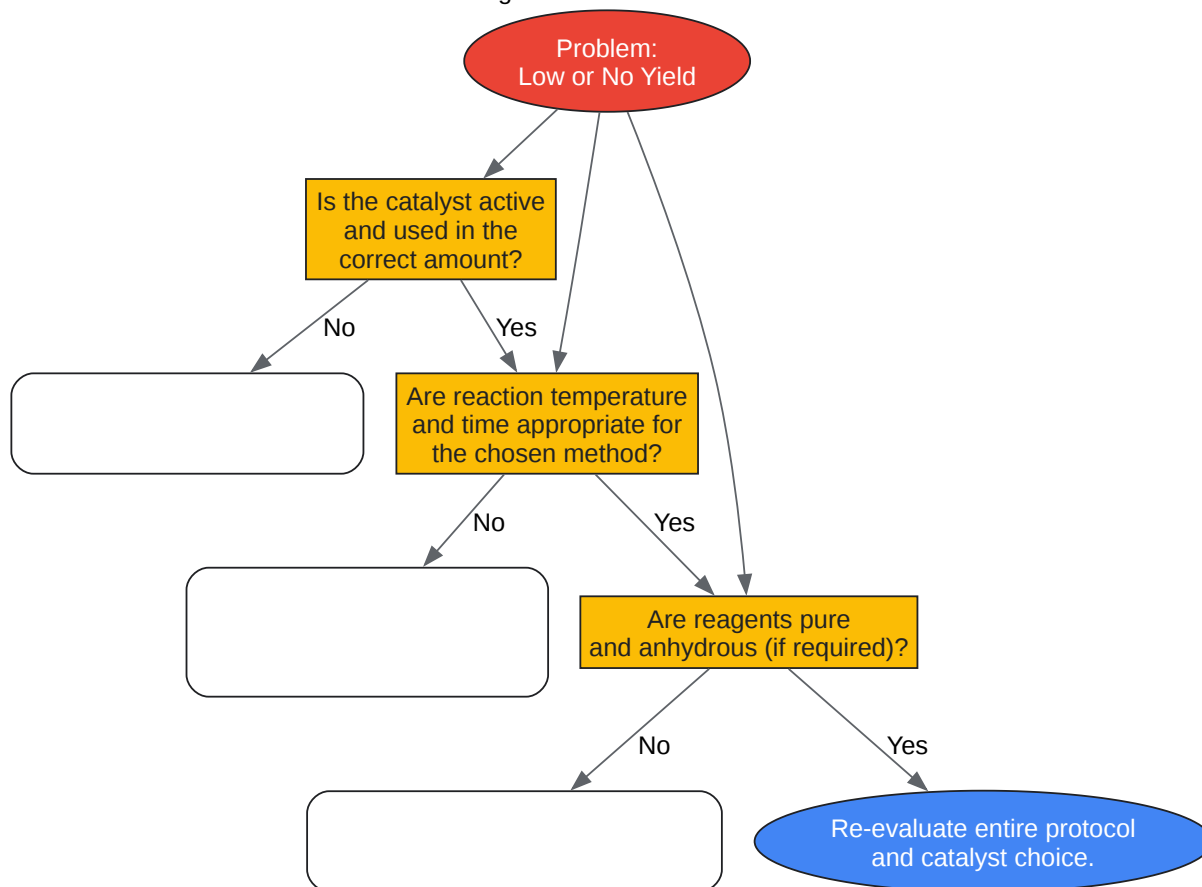 Problem:
Low or No Yield
Is the catalyst active
and used in the
correct amount?
No
Yes
Are reaction temperature
and time appropriate for
the chosen method?
No
Yes
Are reagents pure
and anhydrous (if required)?
No
Yes
Re-evaluate entire protocol
and catalyst choice.